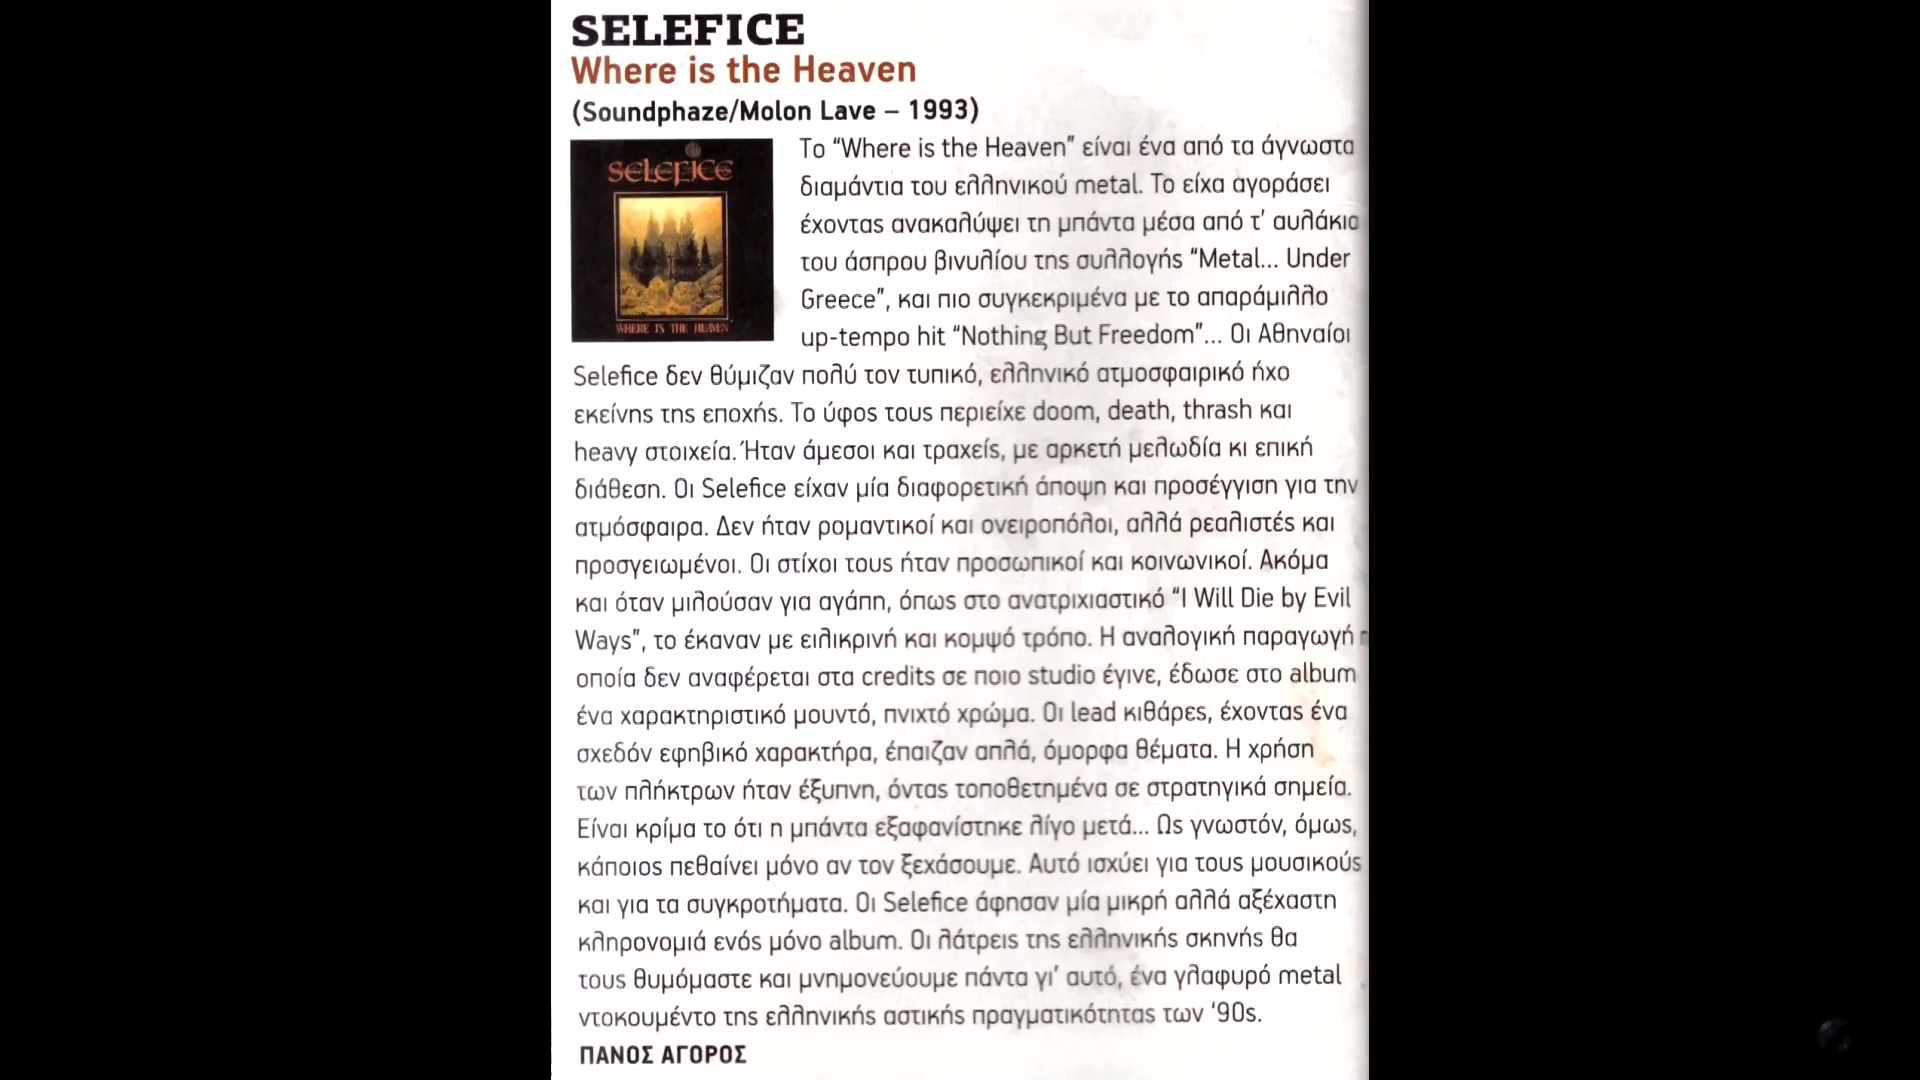 SELEFICE
Where is the Heaven
(Soundphaze/Molon Lave – 1993)
SELEFICE
WHERE IS THE HEAVEN
Το “Where is the Heaven” είναι ένα από τα άγνωστα
διαμάντια του ελληνικού metal. Το είχα αγοράσει
έχοντας ανακαλύψει τη μπάντα μέσα από τ’ αυλάκια
του άσπρου βινυλίου της συλλογής “Metal... Under
Greece”, και πιο συγκεκριμένα με το απαράμιλλο
up-tempo hit “Nothing But Freedom”... Οι Αθηναίοι
Selefice δεν θύμιζαν πολύ τον τυπικό, ελληνικό ατμοσφαιρικό ήχο
εκείνης της εποχής. Το ύφος τους περιείχε doom, death, thrash και
heavy στοιχεία. Ήταν άμεσοι και τραχείς, με αρκετή μελωδία κι επική
διάθεση. Οι Selefice είχαν μία διαφορετική άποψη και προσέγγιση για την
ατμόσφαιρα. Δεν ήταν ρομαντικοί και ονειροπόλοι, αλλά ρεαλιστές και
προσγειωμένοι. Οι στίχοι τους ήταν προσωπικοί και κοινωνικοί. Ακόμα
και όταν μιλούσαν για αγάπη, όπως στο ανατριχιαστικό “I Will Die by Evil
Ways”, το έκαναν με ειλικρινή και κομψό τρόπο. Η αναλογική παραγωγή η
οποία δεν αναφέρεται στα credits σε ποιο studio έγινε, έδωσε στο album
ένα χαρακτηριστικό μουντό, πνιχτό χρώμα. Οι lead κιθάρες, έχοντας ένα
σχεδόν εφηβικό χαρακτήρα, έπαιζαν απλά, όμορφα θέματα. Η χρήση
των πλήκτρων ήταν έξυπνη, όντας τοποθετημένα σε στρατηγικά σημεία.
Είναι κρίμα το ότι η μπάντα εξαφανίστηκε λίγο μετά... Ως γνωστόν, όμως,
κάποιος πεθαίνει μόνο αν τον ξεχάσουμε. Αυτό ισχύει για τους μουσικούς
και για τα συγκροτήματα. Οι Selefice άφησαν μία μικρή αλλά αξέχαστη
κληρονομιά ενός μόνο album. Οι λάτρεις της ελληνικής σκηνής θα
τους θυμόμαστε και μνημονεύουμε πάντα γι’ αυτό, ένα γλαφυρό metal
ντοκουμέντο της ελληνικής αστικής πραγματικότητας των ‘90s.
ΠΑΝΟΣ ΑΓΟΡΟΣ